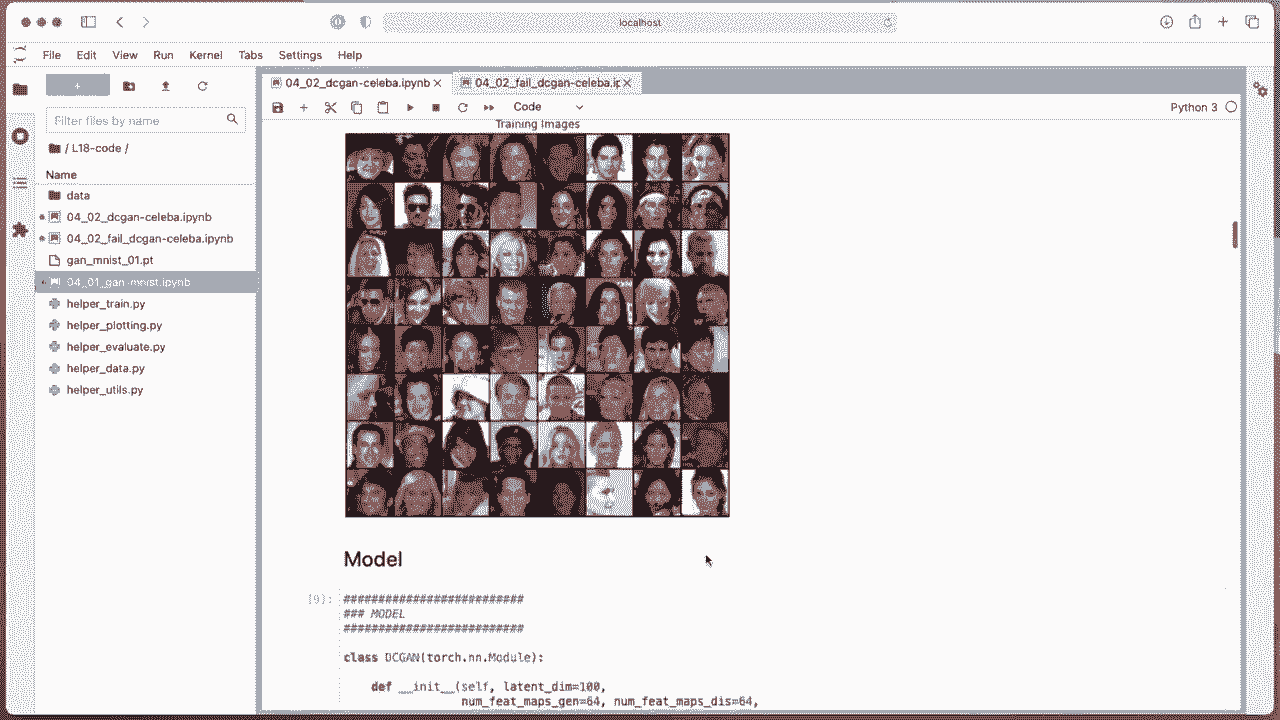 localhost
File Edit View Run Kernel Tabs Settings Help
04_02_dcgan-celeba.ipynb
04_02_fail_dcgan-celeba.ip
+
Code
Python 3
Filter files by name
/ L18-code /
Name
data
04_02_dcgan-celeba.ipynb
04_02_fail_dcgan-celeba.ipynb
gan_mnist_01.pt
04_01_gan-mnist.ipynb
helper_train.py
helper_plotting.py
helper_evaluate.py
helper_data.py
helper_utils.py
Training Images
Model
[9]:
##########################
### MODEL
##########################
class DCGAN(torch.nn.Module):
def __init__(self, latent_dim=100,
num_feat_maps_gen=64, num_feat_maps_dis=64,